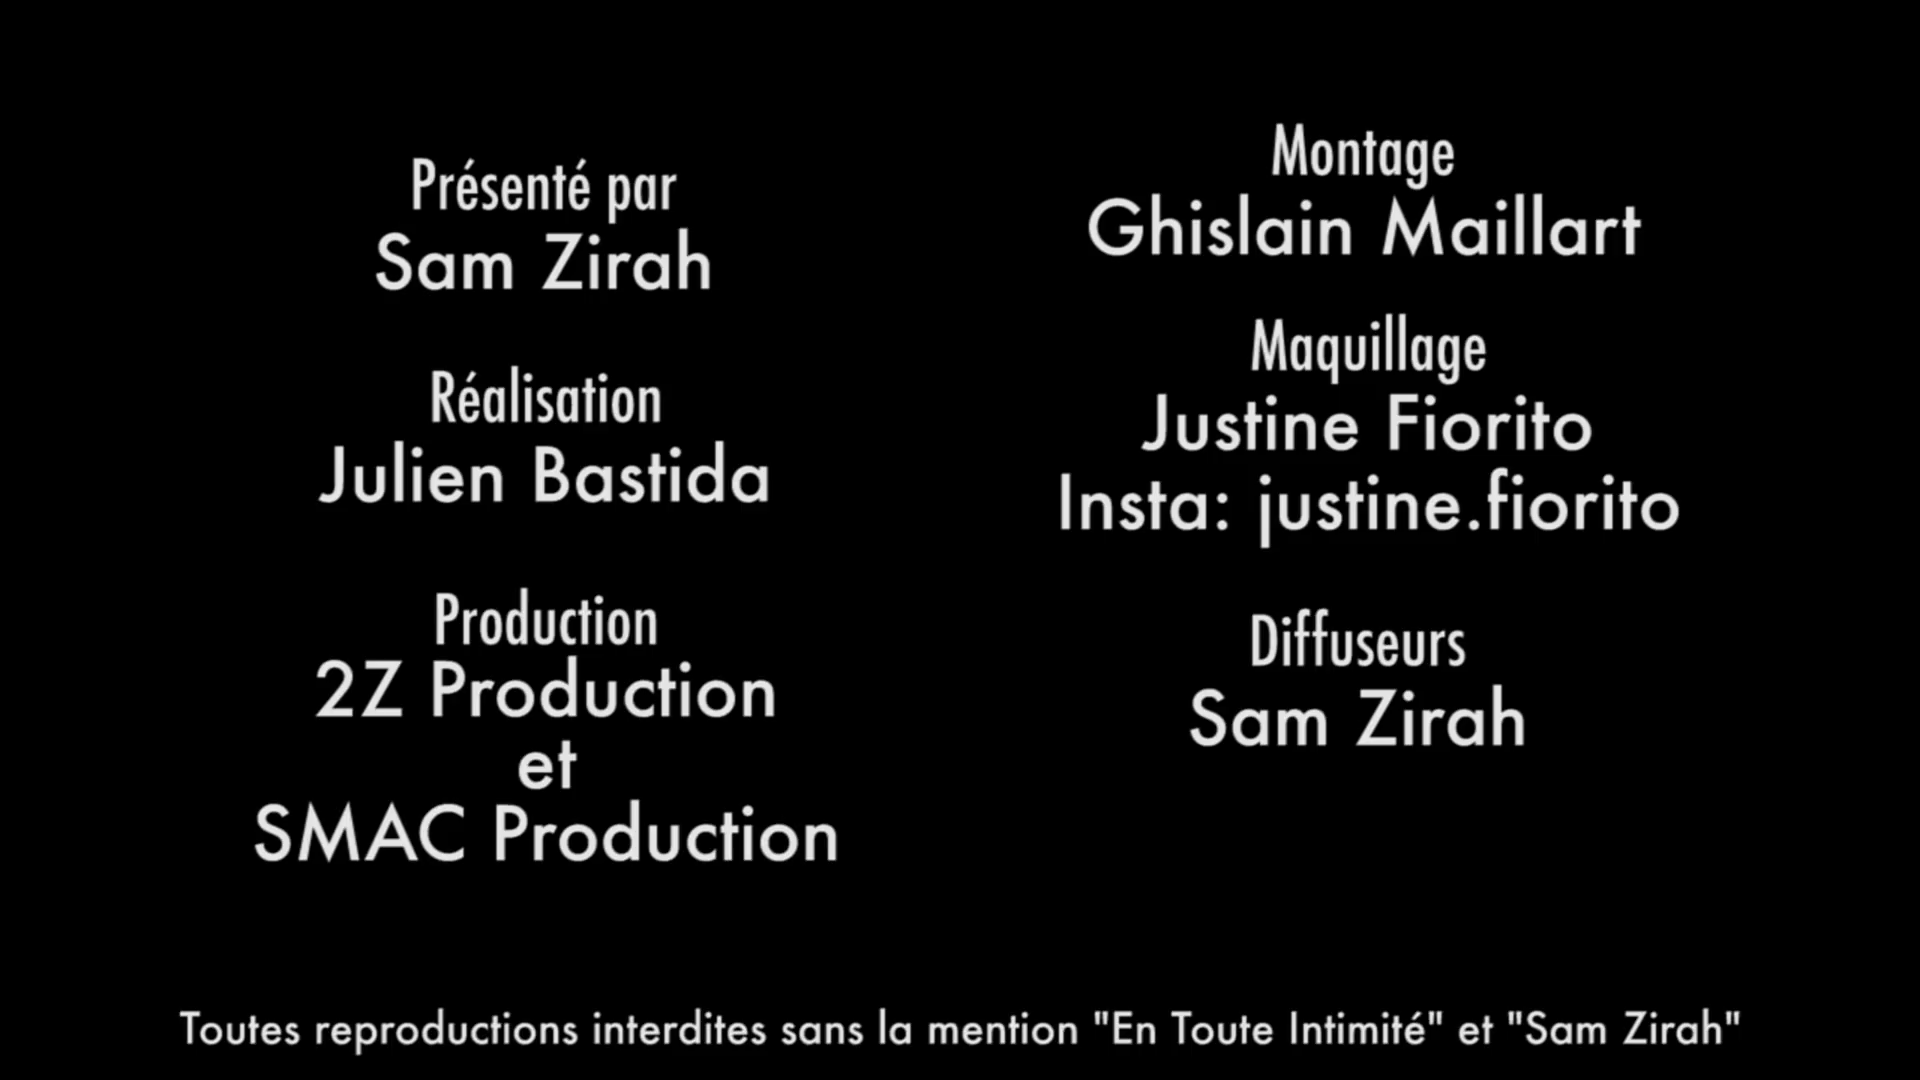 Présenté par
Sam Zirah
Réalisation
Julien Bastida
Production
2Z Production
et
SMAC Production
Montage
Ghislain Maillart
Maquillage
Justine Fiorito
Insta: justine.fiorito
Diffuseurs
Sam Zirah
Toutes reproductions interdites sans la mention "En Toute Intimité" et "Sam Zirah"